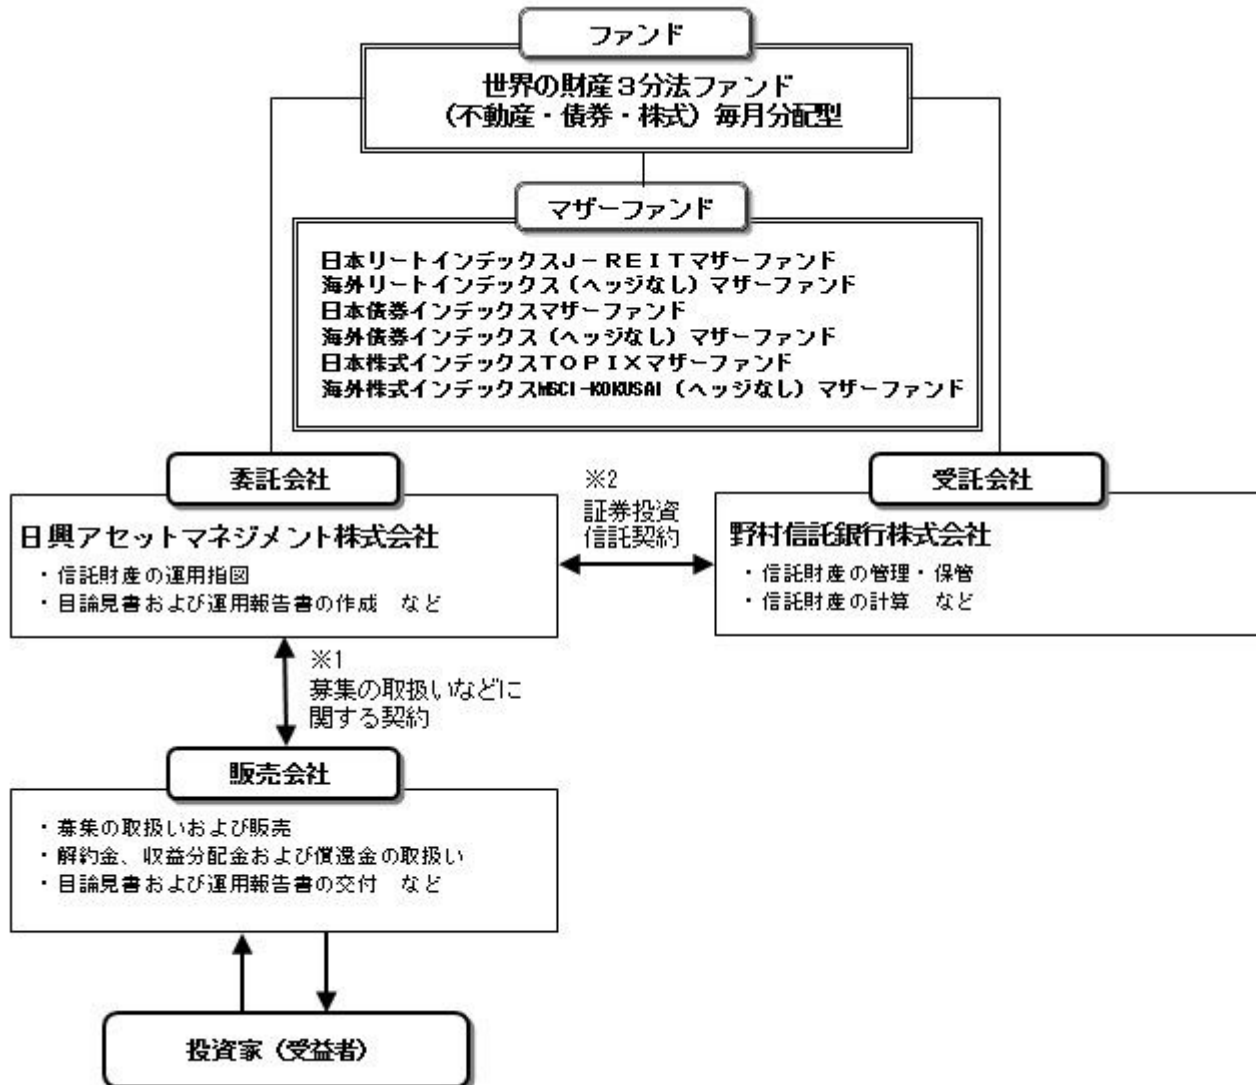 ファンド
世界の財産３分法ファンド
（不動産・債券・株式）毎月分配型
マザーファンド
日本リートインデックスＪ－ＲＥＩＴマザーファンド
海外リートインデックス（ヘッジなし）マザーファンド
日本債券インデックスマザーファンド
海外債券インデックス（ヘッジなし）マザーファンド
日本株式インデックスＴＯＰＩＸマザーファンド
海外株式インデックスMSCI-KOKUSAI（ヘッジなし）マザーファンド
委託会社
日興アセットマネジメント株式会社
・信託財産の運用指図
・目論見書および運用報告書の作成　など
※2
証券投資
信託契約
受託会社
野村信託銀行株式会社
・信託財産の管理・保管
・信託財産の計算　など
※1
募集の取扱いなどに
関する契約
販売会社
・募集の取扱いおよび販売
・解約金、収益分配金および償還金の取扱い
・目論見書および運用報告書の交付　など
投資家（受益者）